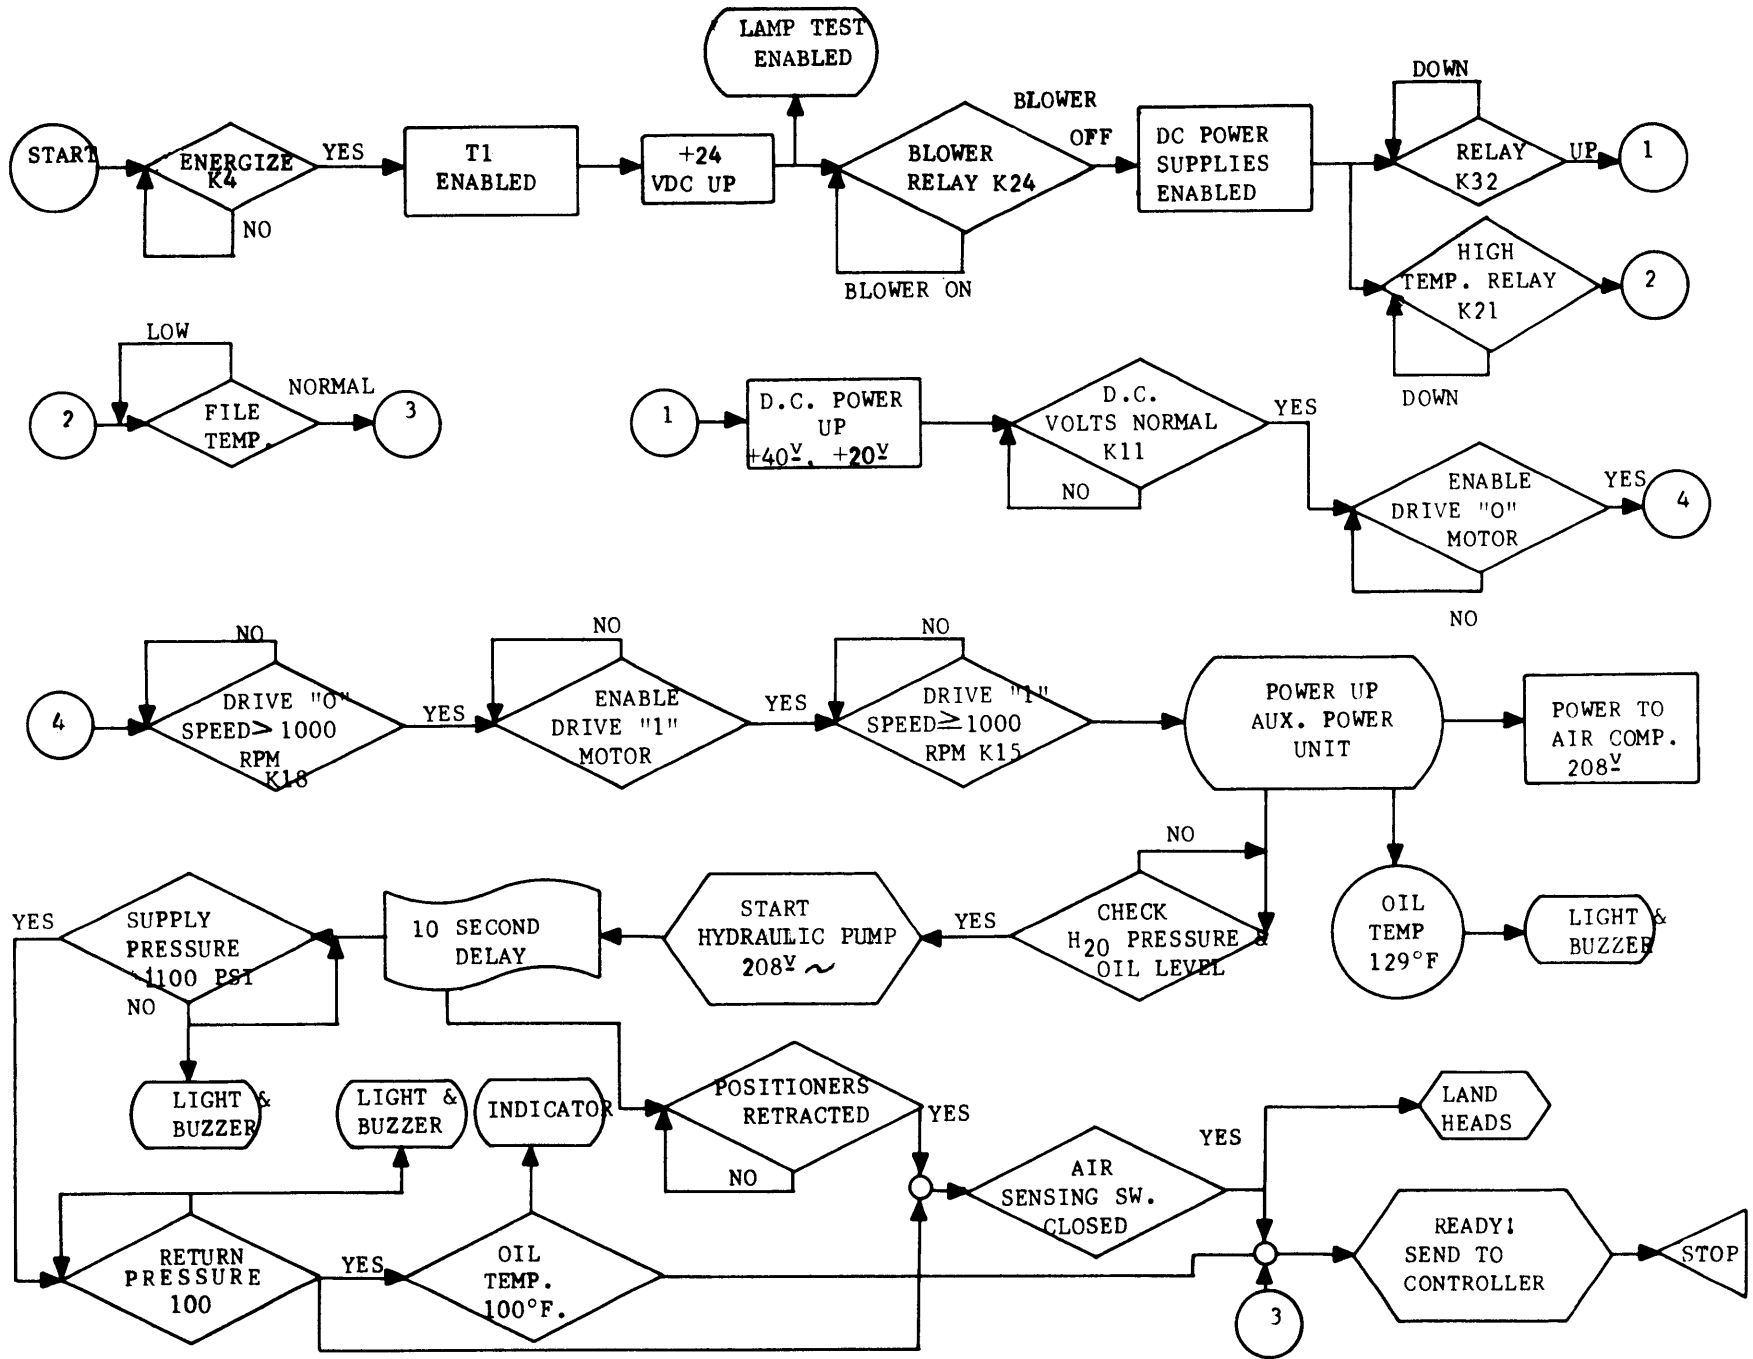 LAMP TEST
ENABLED
START
ENERGIZE
K4
YES
NO
T1
ENABLED
+24
VDC UP
BLOWER
RELAY K24
BLOWER
OFF
BLOWER ON
DC POWER
SUPPLIES
ENABLED
DOWN
RELAY
K32
UP
1
HIGH
TEMP. RELAY
K21
2
DOWN
2
LOW
FILE
TEMP.
NORMAL
3
1
D.C. POWER
UP
+40V, +20V
D.C.
VOLTS NORMAL
K11
YES
NO
ENABLE
DRIVE "O"
MOTOR
YES
4
NO
4
NO
DRIVE "O"
SPEED> 1000
RPM
K18
YES
NO
ENABLE
DRIVE "1"
MOTOR
YES
NO
DRIVE "1"
SPEED≥1000
RPM K15
POWER UP
AUX. POWER
UNIT
POWER TO
AIR COMP.
208V
YES
SUPPLY
PRESSURE
1100 PSI
NO
10 SECOND
DELAY
START
HYDRAULIC PUMP
208V ~
YES
NO
CHECK
H20 PRESSURE &
OIL LEVEL
OIL
TEMP
129°F
LIGHT &
BUZZER
LIGHT &
BUZZER
LIGHT &
BUZZER
INDICATOR
POSITIONERS
RETRACTED
YES
NO
AIR
SENSING SW.
CLOSED
YES
LAND
HEADS
RETURN
PRESSURE
100
YES
OIL
TEMP.
100°F.
READY!
SEND TO
CONTROLLER
STOP
3